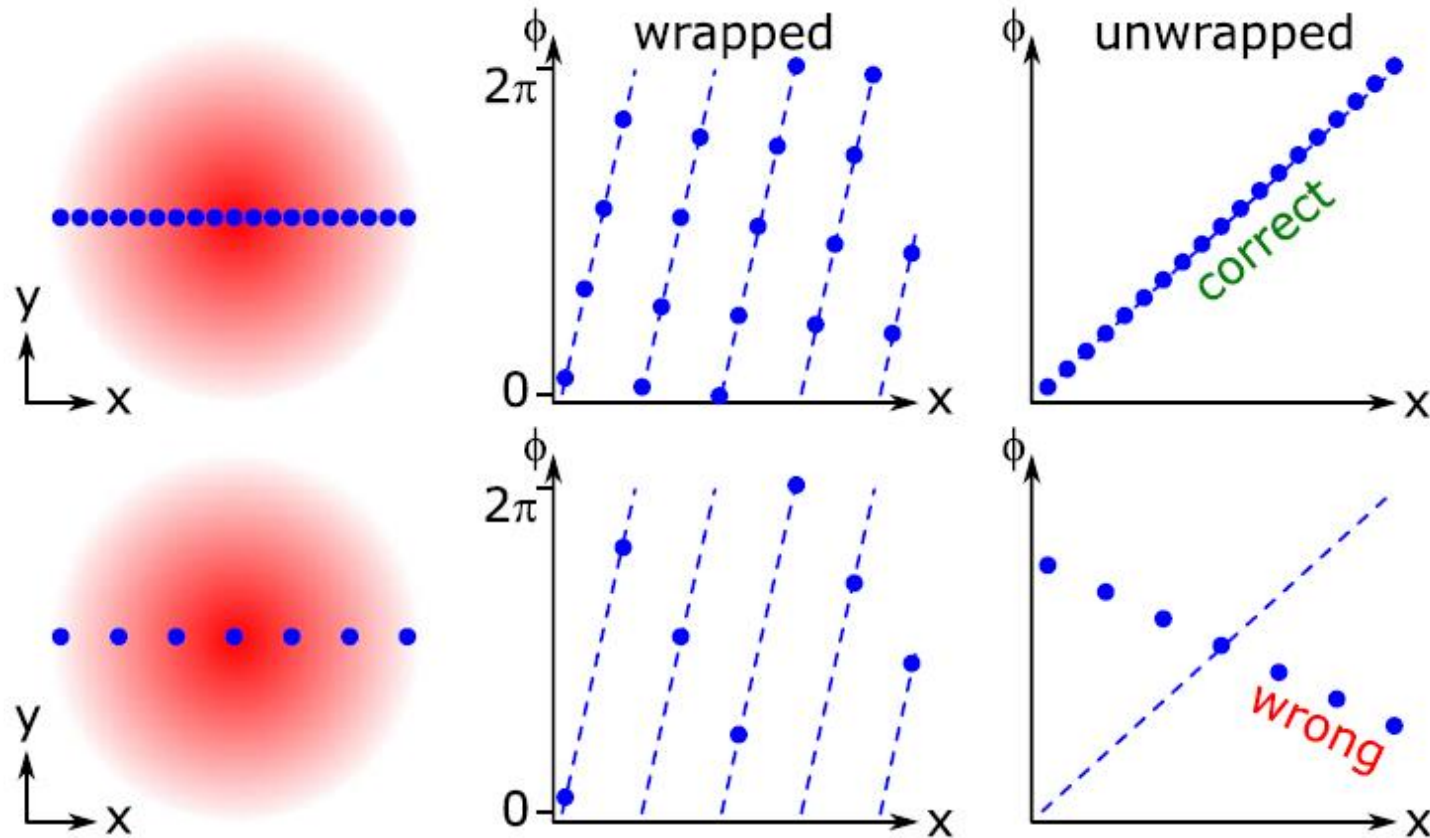 ϕ wrapped
2π
0
x
ϕ unwrapped
correct
x
y
x
ϕ
2π
0
x
ϕ
wrong
x
y
x